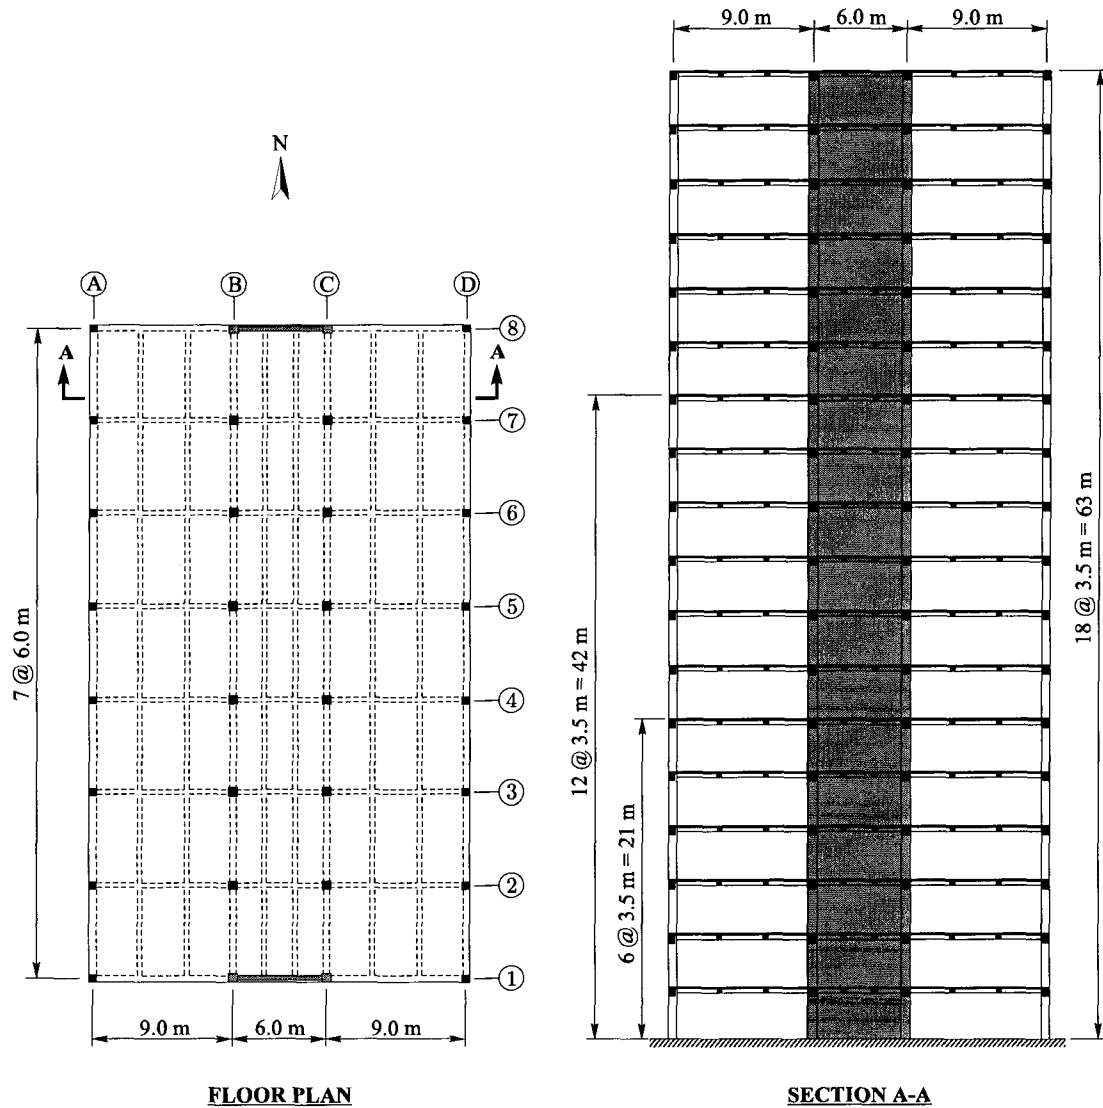 9.0 m 6.0 m 9.0 m
N
A B C D
8
A A
7
6
5
4
3
2
1
7 @ 6.0 m
9.0 m 6.0 m 9.0 m
FLOOR PLAN
12 @ 3.5 m = 42 m
6 @ 3.5 m = 21 m
18 @ 3.5 m = 63 m
SECTION A-A